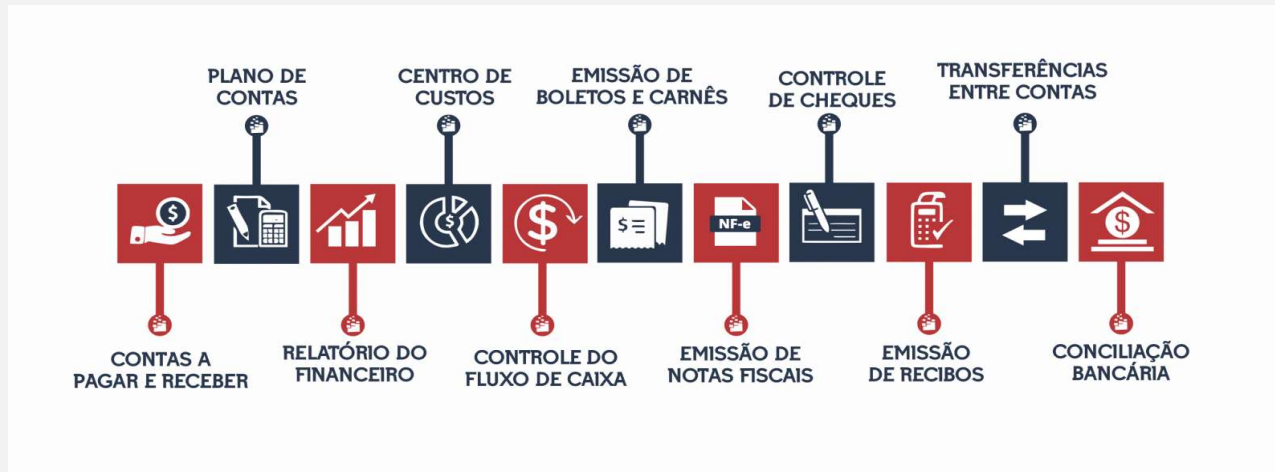 PLANO DE
CONTAS
CENTRO DE
CUSTOS
EMISSÃO DE
BOLETOS E CARNÊS
CONTROLE
DE CHEQUES
TRANSFERÊNCIAS
ENTRE CONTAS
$
$
$
$≡
NF-e
$
CONTAS A
PAGAR E RECEBER
RELATÓRIO DO
FINANCEIRO
CONTROLE DO
FLUXO DE CAIXA
EMISSÃO DE
NOTAS FISCAIS
EMISSÃO
DE RECIBOS
CONCILIAÇÃO
BANCÁRIA